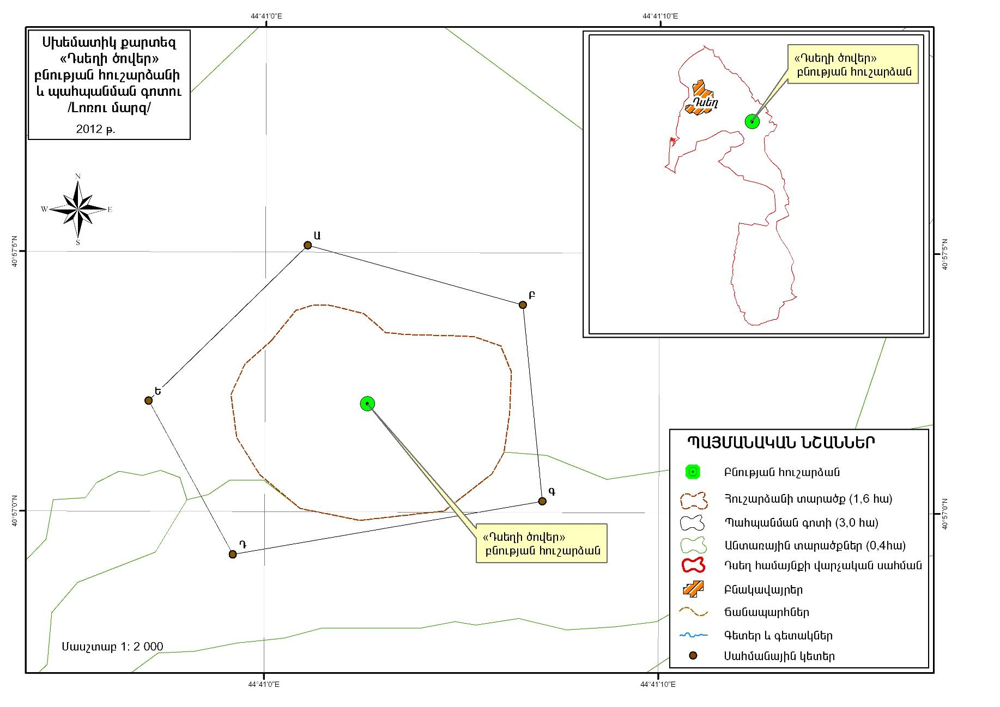 44°41'0"E
44°41'10"E
Սխեմատիկ քարտեզ
«Դսեղի ծովեր»
բնության հուշարձանի
և պահպանման գոտու
/Լոռու մարզ/
2012 թ.
«Դսեղի ծովեր»
բնության հուշարձան
Դսեղ
N
W
E
S
40°57'5"N
40°57'5"N
Ա
Բ
Ե
Գ
Դ
40°57'0"N
40°57'0"N
«Դսեղի ծովեր»
բնության հուշարձան
ՊԱՅՄԱՆԱԿԱՆ ՆՇԱՆՆԵՐ
Բնության հուշարձան
Հուշարձանի տարածք (1,6 հա)
Պահպանման գոտի (3,0 հա)
Անտառային տարածքներ (0,4հա)
Դսեղ համայնքի վարչական սահման
Բնակավայրեր
Ճանապարհներ
Գետեր և գետակներ
Սահմանային կետեր
Մասշտաբ 1: 2 000
44°41'0"E
44°41'10"E